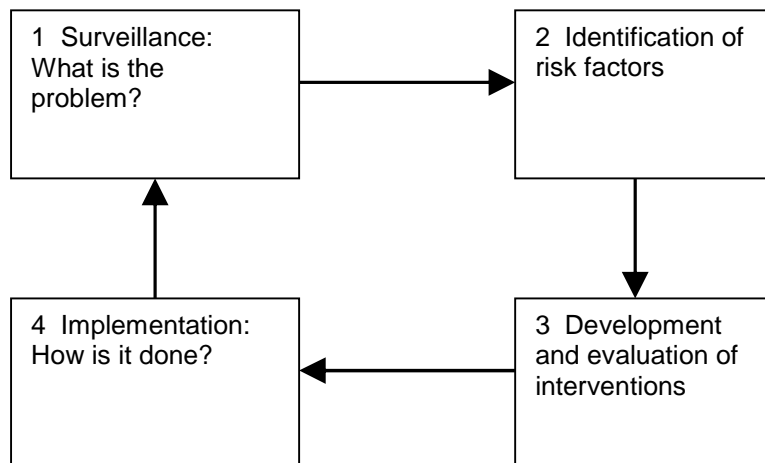 1 Surveillance:
What is the
problem?
2 Identification of
risk factors
3 Development
and evaluation of
interventions
4 Implementation:
How is it done?